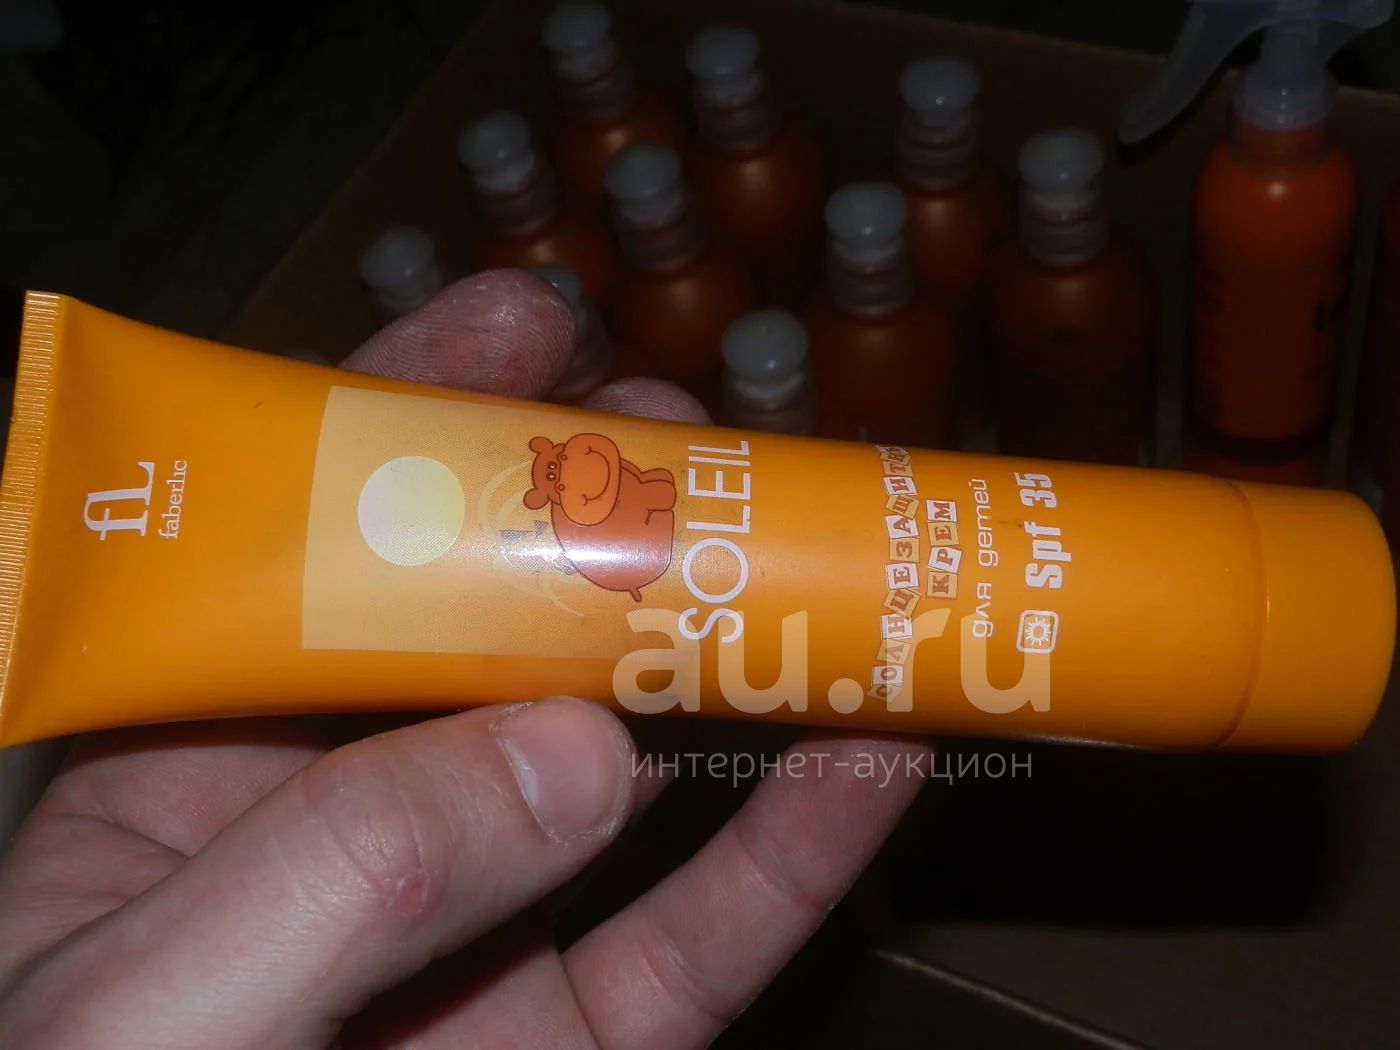 fL
faberlic
SOLEIL
СОЛНЦЕЗАЩИТНЫЙ
КРЕМ
для детей
Spf 35
au.ru
интернет-аукцион